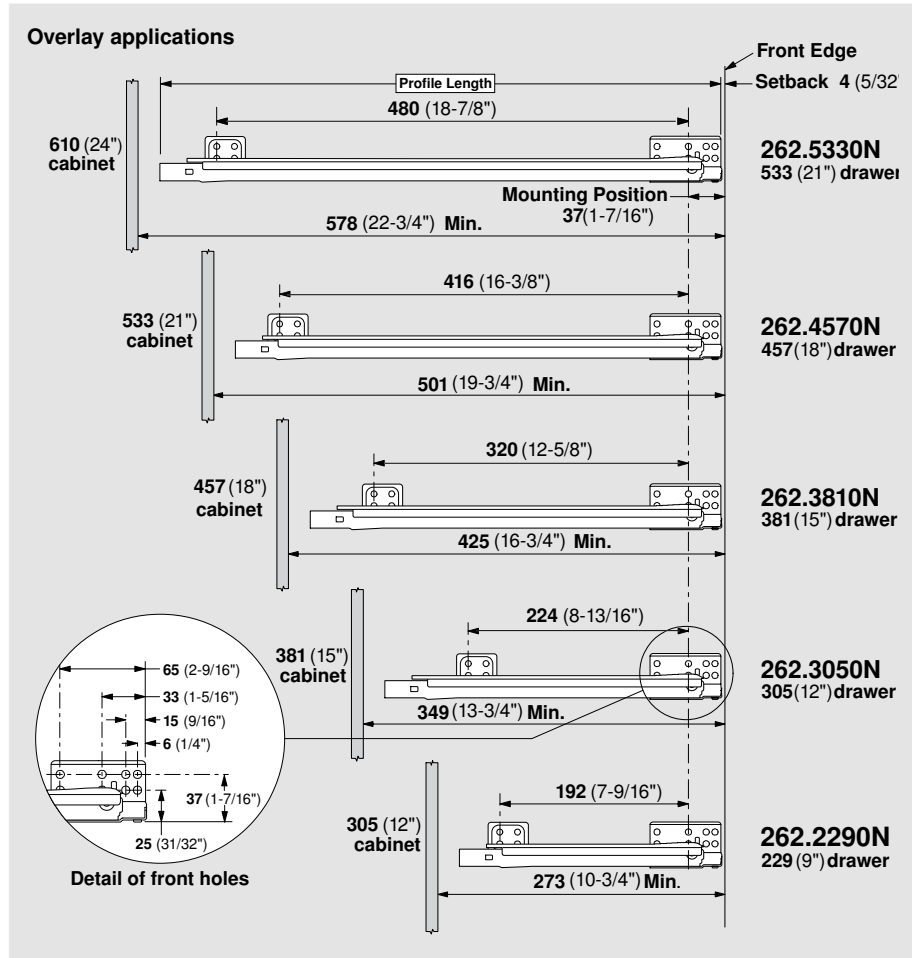 Overlay applications
Front Edge
Profile Length
Setback 4 (5/32"
480 (18-7/8")
610 (24")
cabinet
262.5330N
533 (21") drawer
Mounting Position
37(1-7/16")
578 (22-3/4") Min.
416 (16-3/8")
533 (21")
cabinet
262.4570N
457(18")drawer
501 (19-3/4") Min.
320 (12-5/8")
457 (18")
cabinet
262.3810N
381(15")drawer
425 (16-3/4") Min.
224 (8-13/16")
381 (15")
cabinet
262.3050N
305(12")drawer
349 (13-3/4") Min.
65 (2-9/16")
33 (1-5/16")
15 (9/16")
6 (1/4")
37 (1-7/16")
25 (31/32")
Detail of front holes
192 (7-9/16")
305 (12")
cabinet
262.2290N
229 (9") drawer
273 (10-3/4") Min.